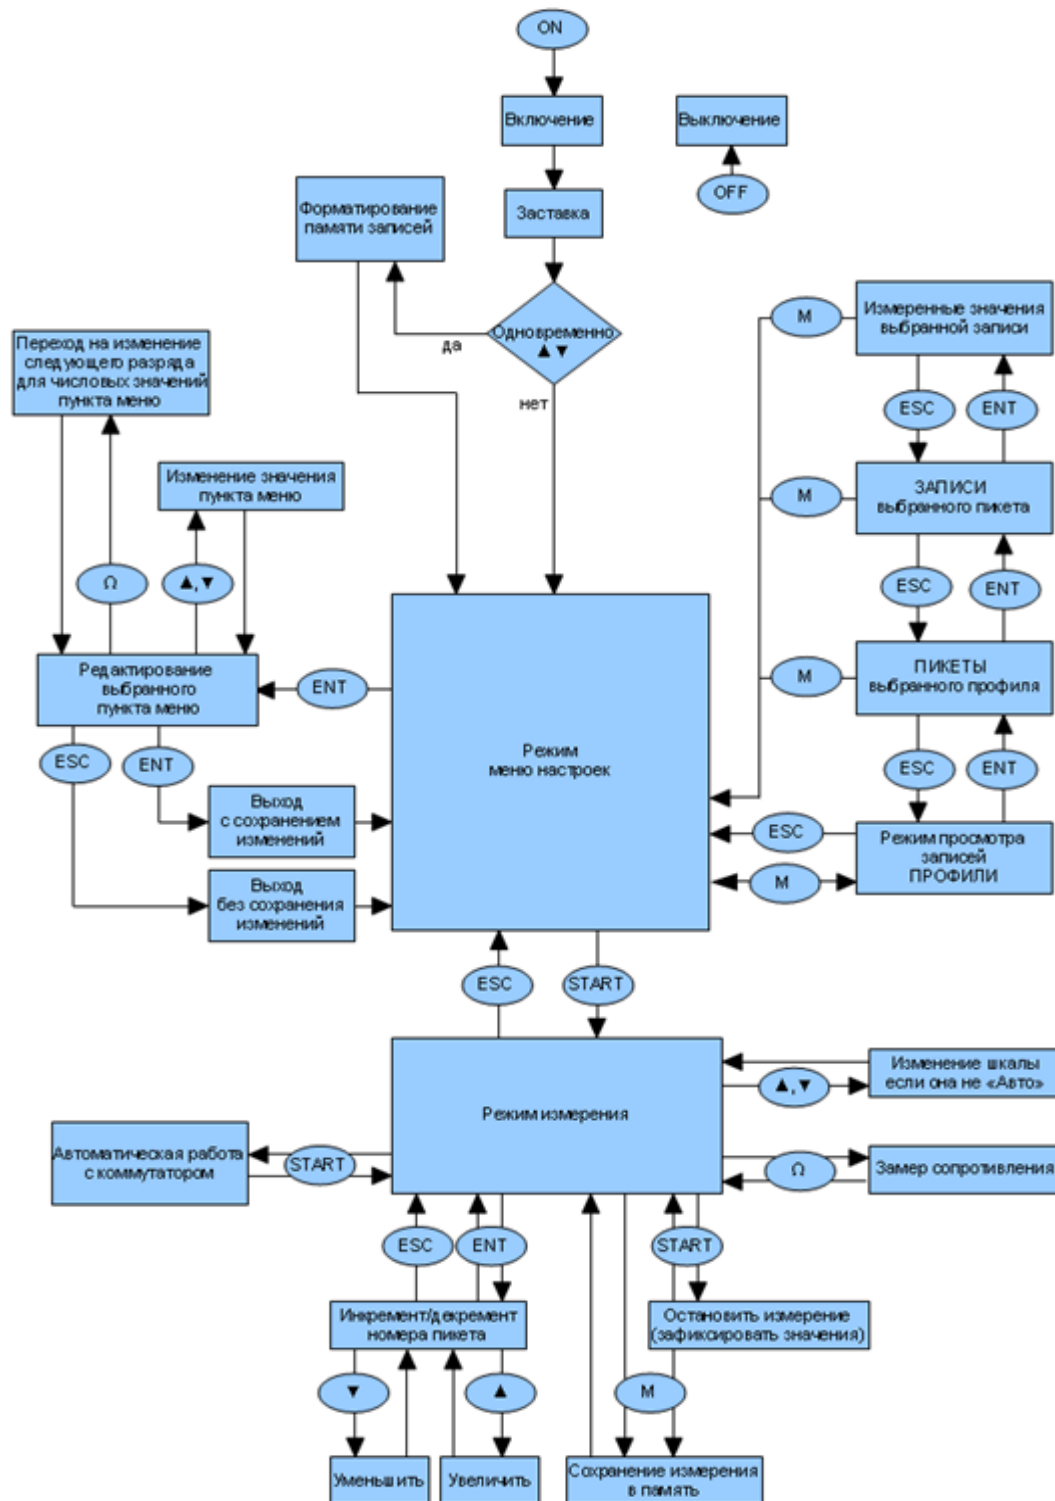 ON
Включение
Выключение
OFF
Заставка
Форматирование
памяти записей
Одновременно
▲ ▼
да
нет
Переход на изменение
следующего разряда
для числовых значений
пункта меню
Изменение значения
пункта меню
Ω
▲,▼
Редактирование
выбранного
пункта меню
ENT
ESC
ENT
Выход
с сохранением
изменений
Выход
без сохранения
изменений
Режим
меню настроек
M
Измеренные значения
выбранной записи
ESC
ENT
M
ЗАПИСИ
выбранного пикета
ESC
ENT
M
ПИКЕТЫ
выбранного профиля
ESC
ENT
ESC
M
Режим просмотра
записей
ПРОФИЛИ
ESC
START
Режим измерения
Изменение шкалы
если она не «Авто»
▲,▼
Автоматическая работа
с коммутатором
START
Ω
Замер сопротивления
ESC
ENT
START
Инкремент/декремент
номера пикета
Остановить измерение
(зафиксировать значения)
▼
▲
M
Уменьшить
Увеличить
Сохранение измерения
в память